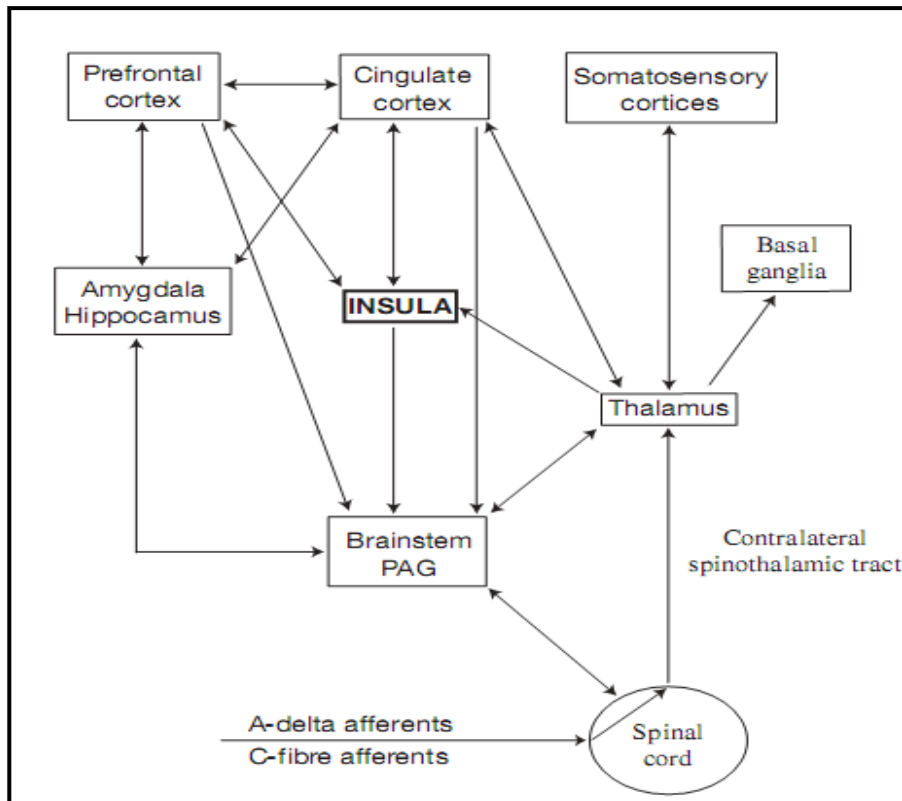 Prefrontal
cortex
Cingulate
cortex
Somatosensory
cortices
Basal
ganglia
Amygdala
Hippocamus
INSULA
Thalamus
Brainstem
PAG
Contralateral
spinothalamic tract
A-delta afferents
C-fibre afferents
Spinal
cord